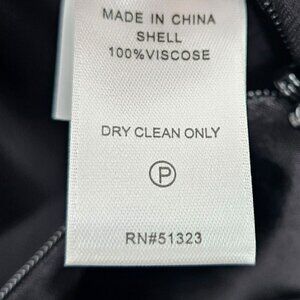 MADE IN CHINA
SHELL
100%VISCOSE
DRY CLEAN ONLY
P
RN#51323